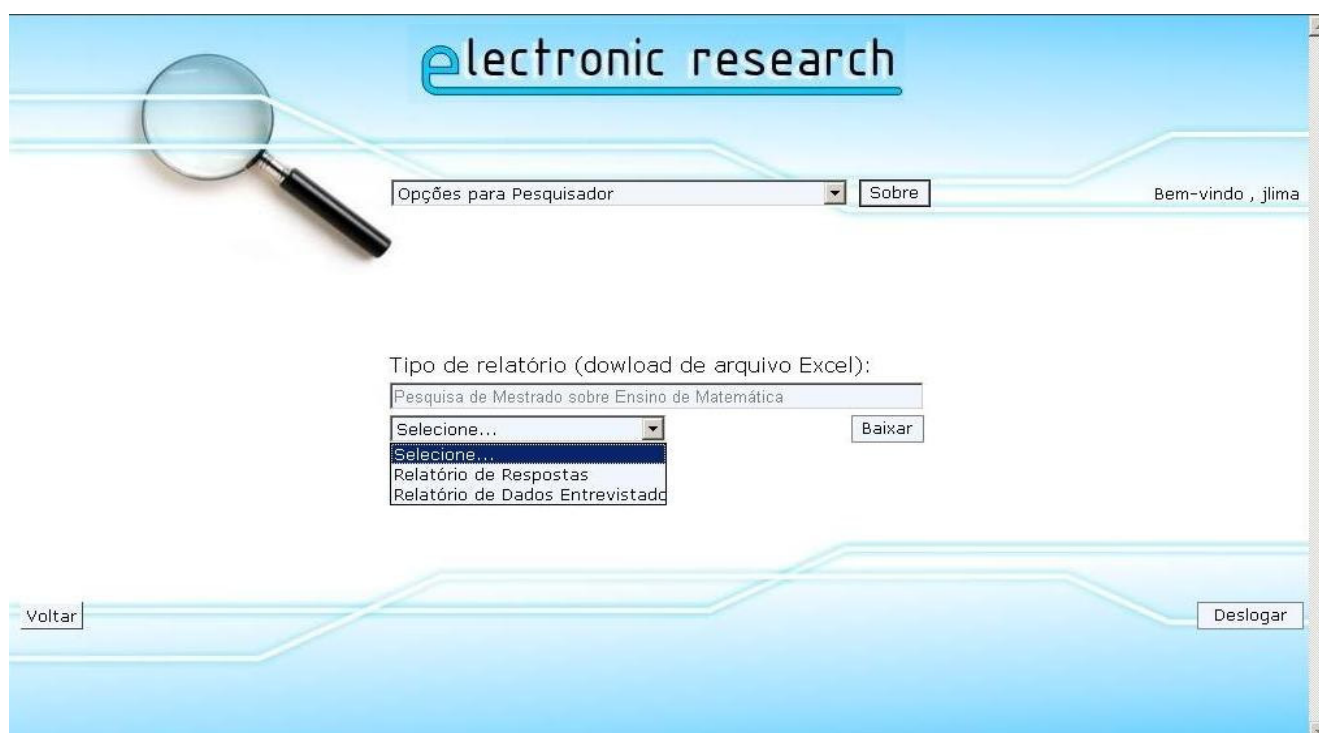 electronic research
Opções para Pesquisador
Sobre
Bem-vindo , jlima
Tipo de relatório (dowload de arquivo Excel):
Pesquisa de Mestrado sobre Ensino de Matemática
Selecione...
Baixar
Selecione...
Relatório de Respostas
Relatório de Dados Entrevistado
Voltar
Deslogar